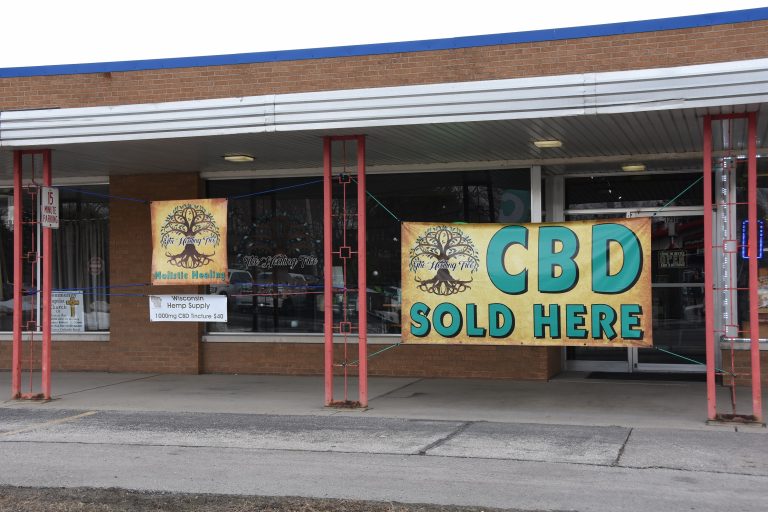 15
MINUTE
PARKING
The Healing Tree
Holistic Healing
Wisconsin
Hemp Supply
1000mg CBD Tincture $40
The Healing Tree
The Healing Tree
CBD
SOLD HERE
OPEN